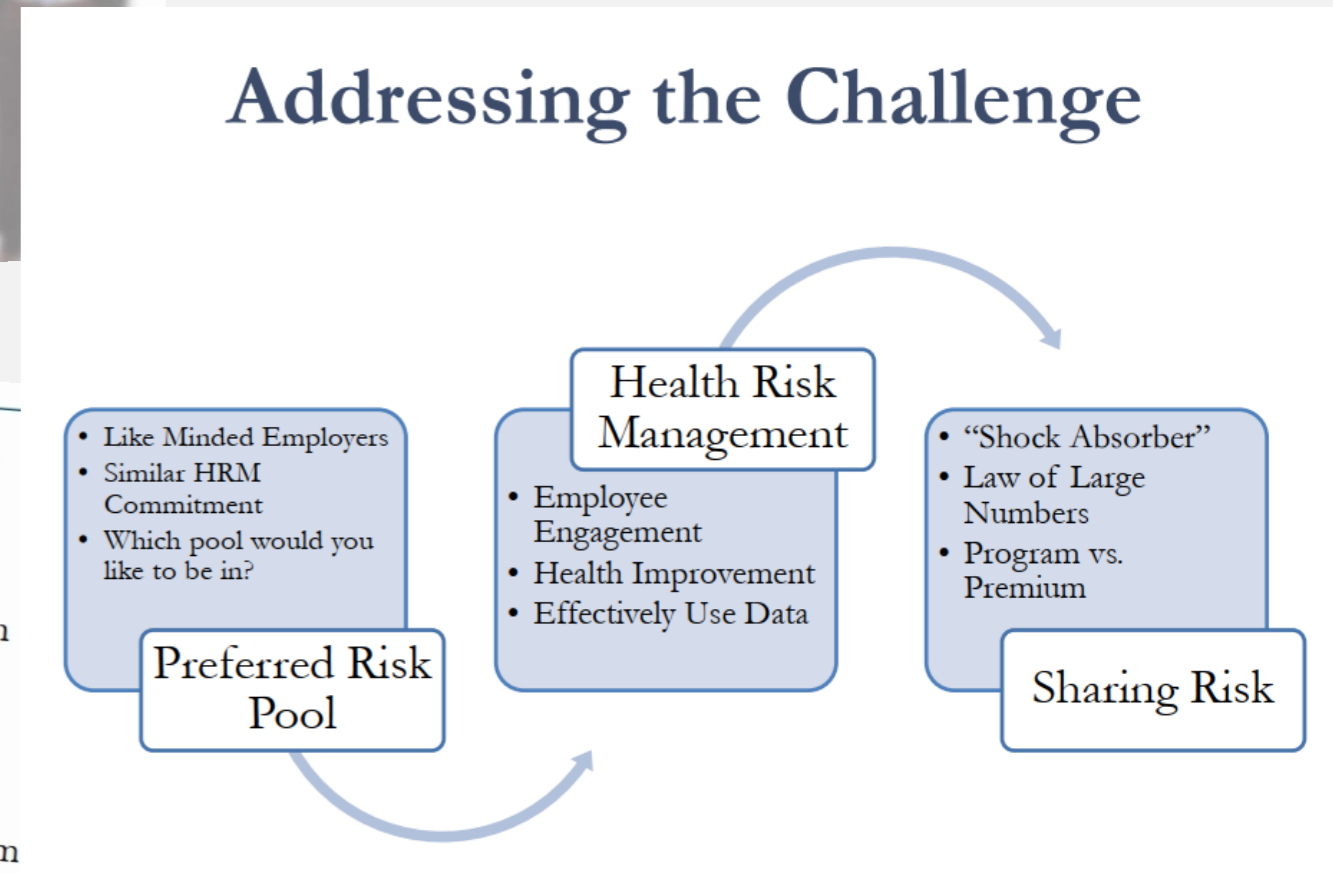 Addressing the Challenge
• Like Minded Employers
• Similar HRM
Commitment
• Which pool would you
like to be in?
Preferred Risk
Pool
Health Risk
Management
• Employee
Engagement
• Health Improvement
• Effectively Use Data
• “Shock Absorber”
• Law of Large
Numbers
• Program vs.
Premium
Sharing Risk